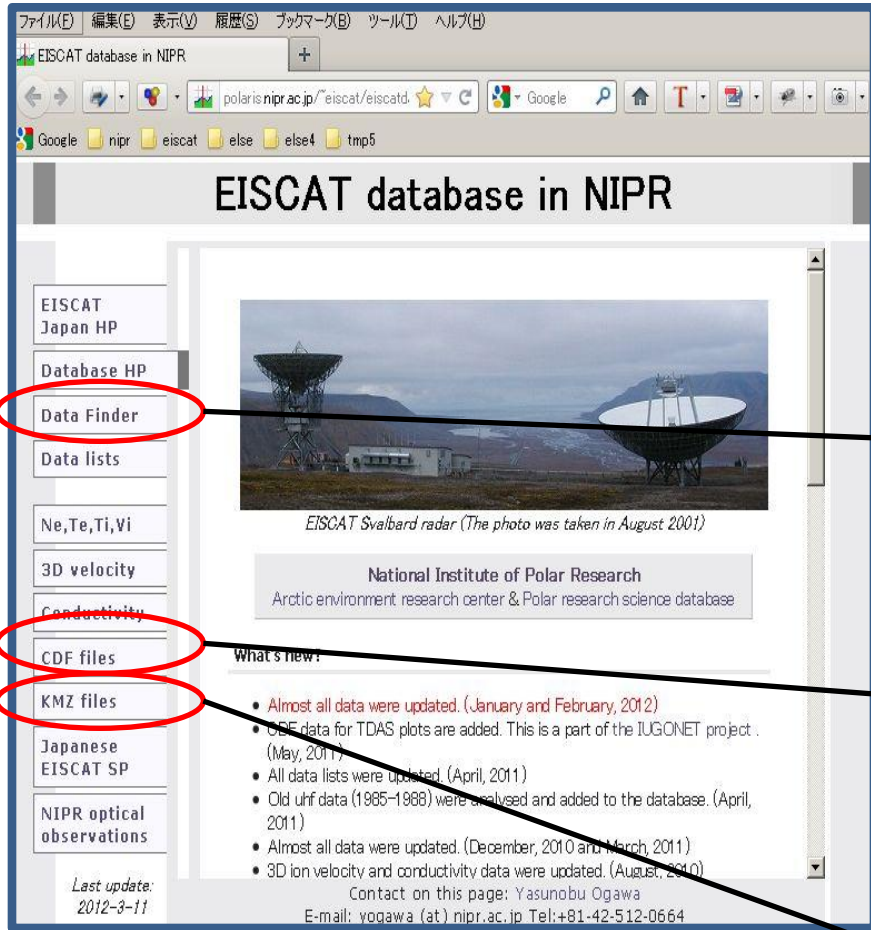 ファイル(F) 編集(E) 表示(V) 履歴(S) ブックマーク(B) ツール(T) ヘルプ(H)
EISCAT database in NIPR
polaris.nipr.ac.jp/~eiscat/eiscatd
Google
Google nipr eiscat else else4 tmp5
EISCAT database in NIPR
EISCAT
Japan HP
Database HP
Data Finder
Data lists
Ne,Te,Ti,Vi
3D velocity
Conductivity
CDF files
KMZ files
Japanese
EISCAT SP
NIPR optical
observations
Last update:
2012-3-11
EISCAT Svalbard radar (The photo was taken in August 2001)
National Institute of Polar Research
Arctic environment research center & Polar research science database
What's new?
Almost all data were updated. (January and February, 2012)
CDF data for TDAS plots are added. This is a part of the IUGONET project .
(May, 2011)
All data lists were updated. (April, 2011)
Old uhf data (1985-1988) were analysed and added to the database. (April,
2011)
Almost all data were updated. (December, 2010 and March, 2011)
3D ion velocity and conductivity data were updated. (August, 2010)
Contact on this page: Yasunobu Ogawa
E-mail: yogawa (at) nipr.ac.jp Tel:+81-42-512-0664